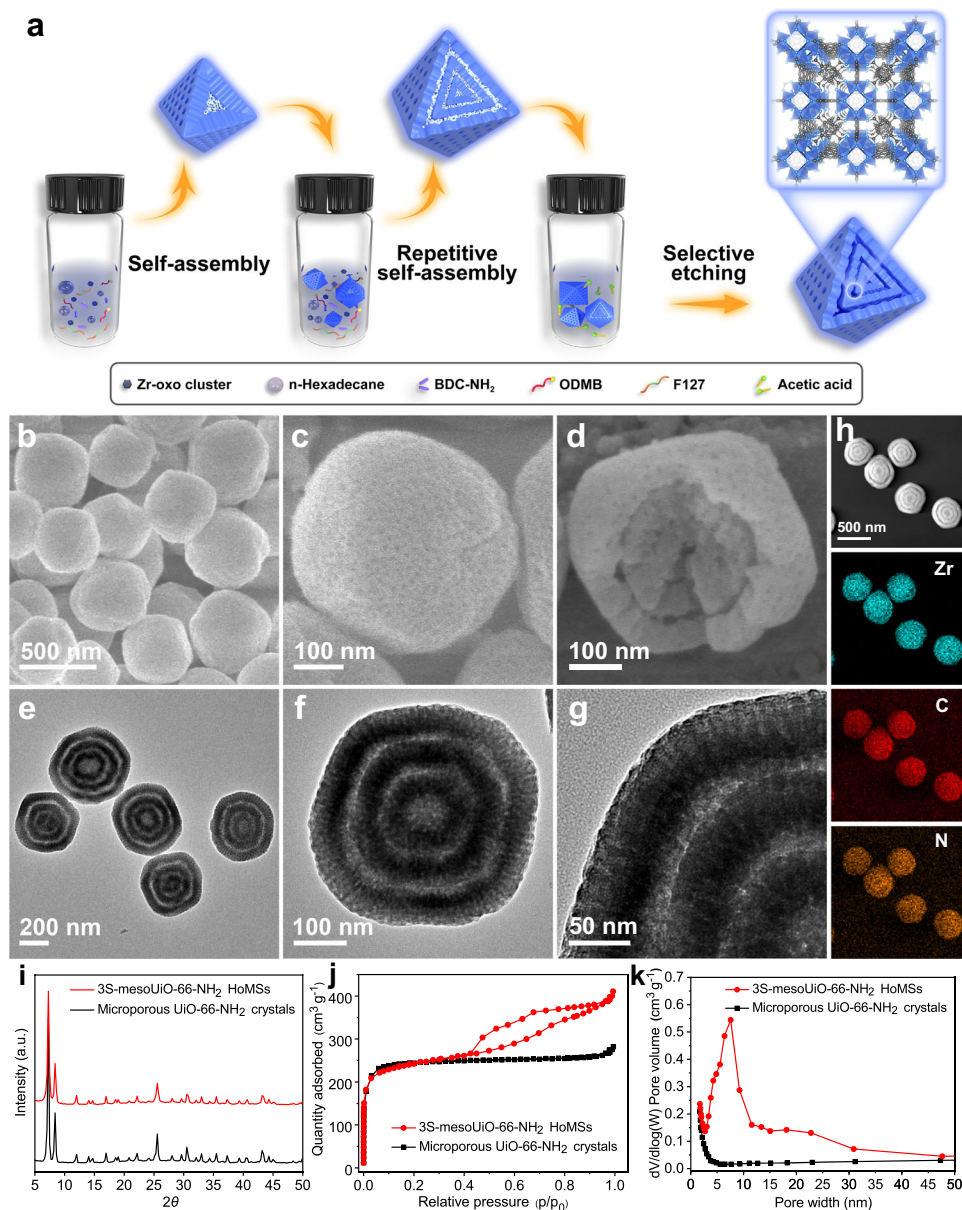 a
Self-assembly
Repetitive
self-assembly
Selective
etching
Zr-oxo cluster
n-Hexadecane
BDC-NH₂
ODMB
F127
Acetic acid
b
500 nm
c
100 nm
d
100 nm
h
500 nm
Zr
C
N
e
200 nm
f
100 nm
g
50 nm
i
3S-mesoUiO-66-NH₂ HoMSs
Microporous UiO-66-NH₂ crystals
Intensity (a.u.)
5 10 15 20 25 30 35 40 45 50
2θ
j
400
300
250
200
150
100
50
0
Quantity adsorbed (cm³ g⁻¹)
3S-mesoUiO-66-NH₂ HoMSs
Microporous UiO-66-NH₂ crystals
0.0 0.2 0.4 0.6 0.8 1.0
Relative pressure (p/p₀)
k
0.7
0.6
0.5
0.4
0.3
0.2
0.1
0.0
dV/dlog(W) Pore volume (cm³ g⁻¹)
3S-mesoUiO-66-NH₂ HoMSs
Microporous UiO-66-NH₂ crystals
0 5 10 15 20 25 30 35 40 45 50
Pore width (nm)